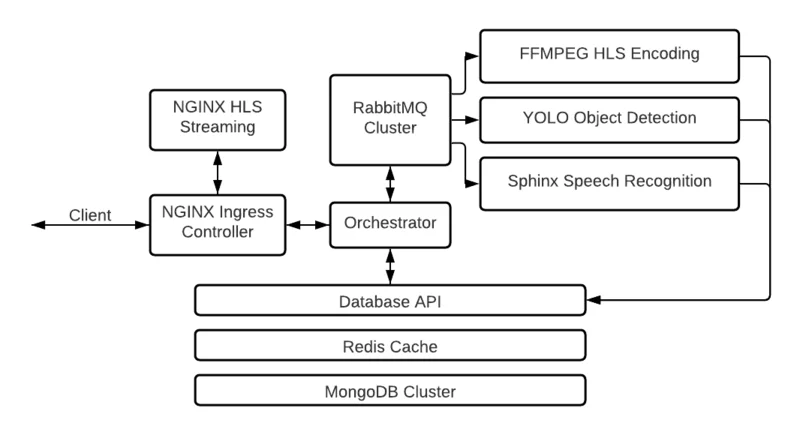 FFMPEG HLS Encoding
NGINX HLS
Streaming
RabbitMQ
Cluster
YOLO Object Detection
Sphinx Speech Recognition
Client
NGINX Ingress
Controller
Orchestrator
Database API
Redis Cache
MongoDB Cluster